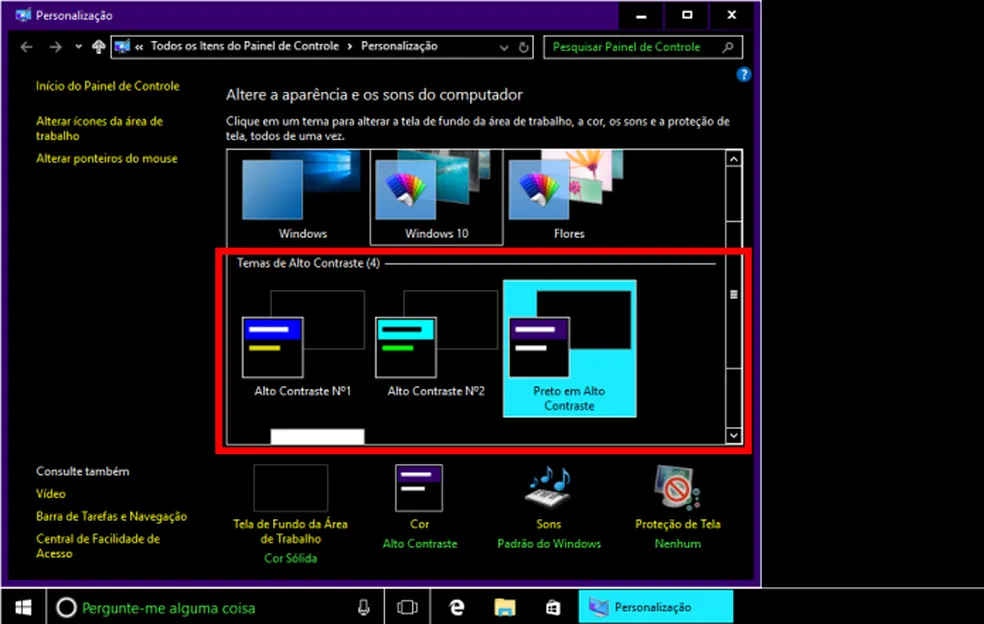 Personalização
« Todos os Itens do Painel de Controle > Personalização
Pesquisar Painel de Controle
?
Início do Painel de Controle
Alterar ícones da área de
trabalho
Alterar ponteiros do mouse
Altere a aparência e os sons do computador
Clique em um tema para alterar a tela de fundo da área de trabalho, a cor, os sons e a proteção de
tela, todos de uma vez.
Windows
Windows 10
Flores
Temas de Alto Contraste (4)
Alto Contraste Nº1
Alto Contraste Nº2
Preto em Alto
Contraste
Consulte também
Vídeo
Barra de Tarefas e Navegação
Central de Facilidade de
Acesso
Tela de Fundo da Área
de Trabalho
Cor Sólida
Cor
Alto Contraste
Sons
Padrão do Windows
Proteção de Tela
Nenhum
Pergunte-me alguma coisa
Personalização